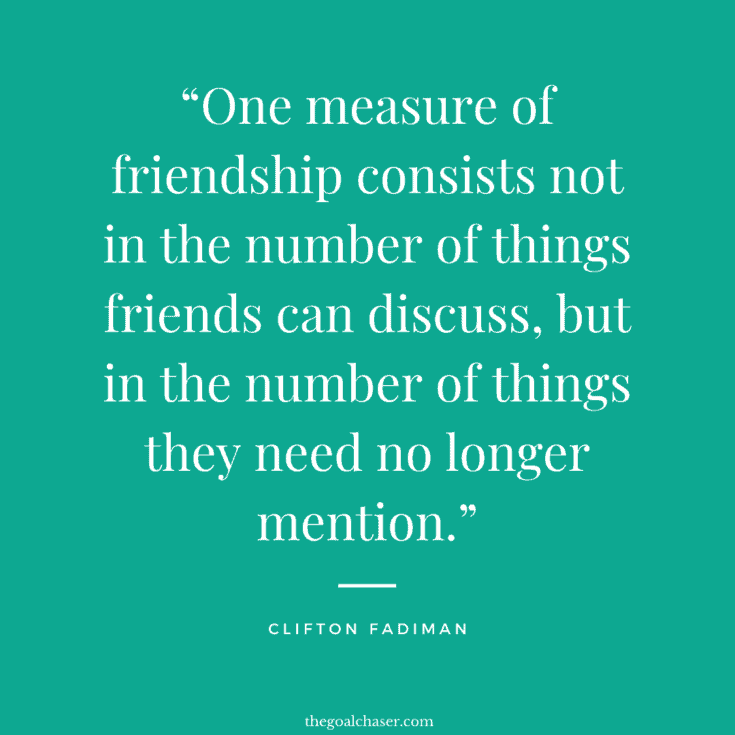 “One measure of
friendship consists not
in the number of things
friends can discuss, but
in the number of things
they need no longer
mention.”
CLIFTON FADIMAN
thegoalchaser.com